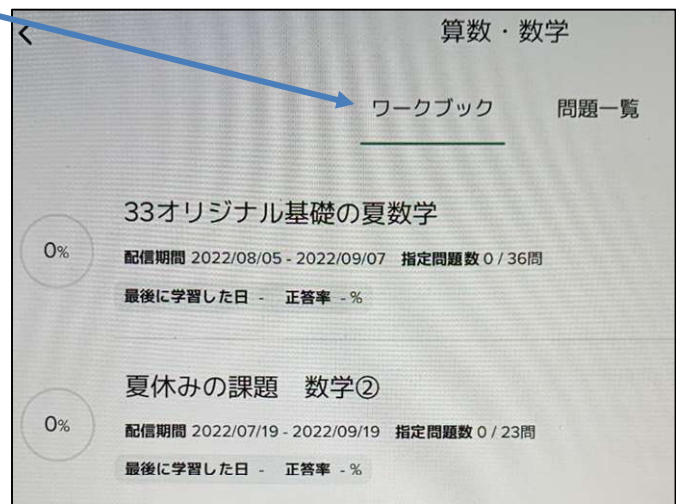 算数・数学
ワークブック 問題一覧
33オリジナル基礎の夏数学
0%
配信期間 2022/08/05 - 2022/09/07 指定問題数 0 / 36問
最後に学習した日 - 正答率 - %
夏休みの課題 数学②
0%
配信期間 2022/07/19 - 2022/09/19 指定問題数 0 / 23問
最後に学習した日 - 正答率 - %